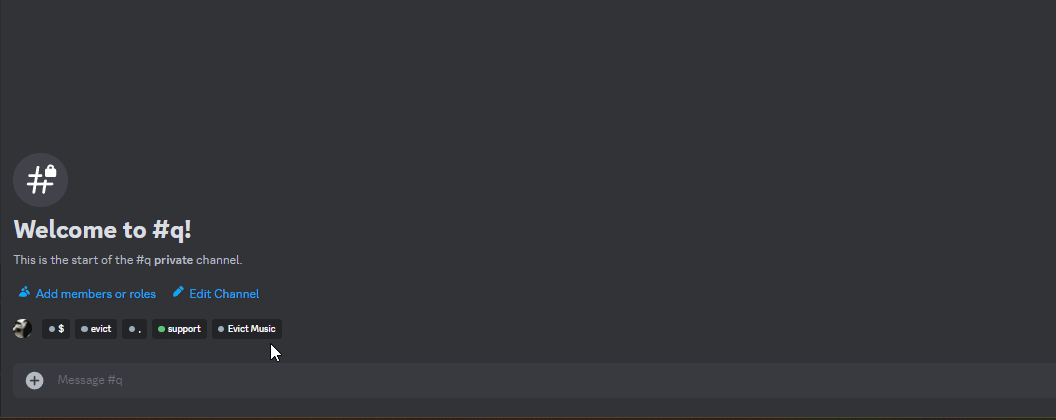 Welcome to #q!
This is the start of the #q private channel.
Add members or roles Edit Channel
$ evict . support Evict Music
Message #q